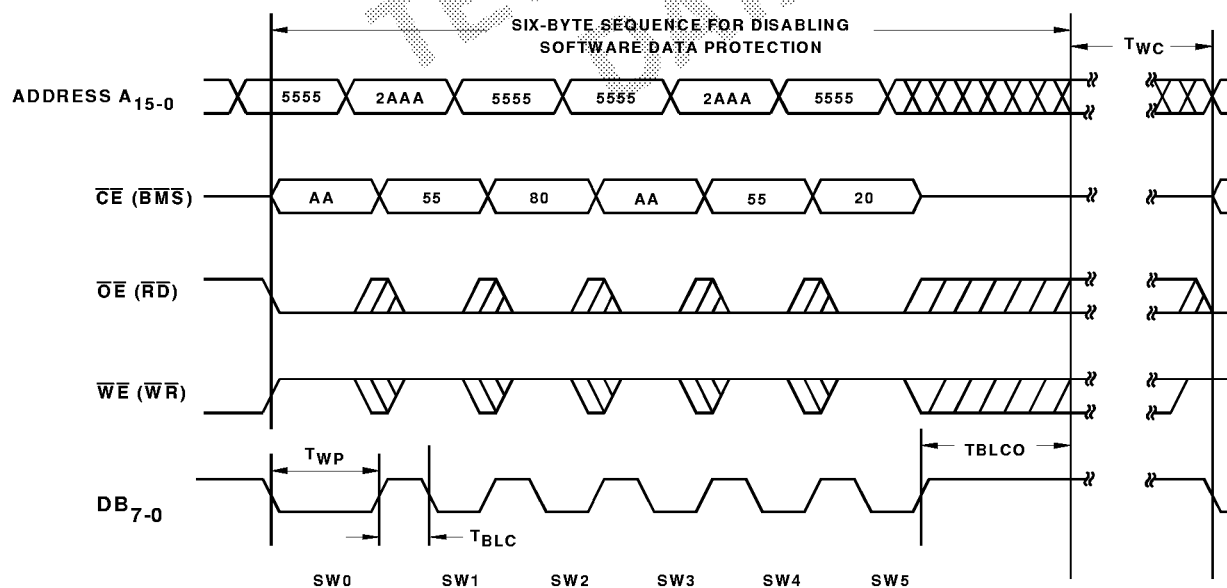 SIX-BYTE SEQUENCE FOR DISABLING
SOFTWARE DATA PROTECTION
TWC
ADDRESS A15-0
5555 2AAA 5555 5555 2AAA 5555
CE (BMS)
AA 55 80 AA 55 20
OE (RD)
WE (WR)
TWP
TBLCO
DB7-0
TBLC
SW0 SW1 SW2 SW3 SW4 SW5